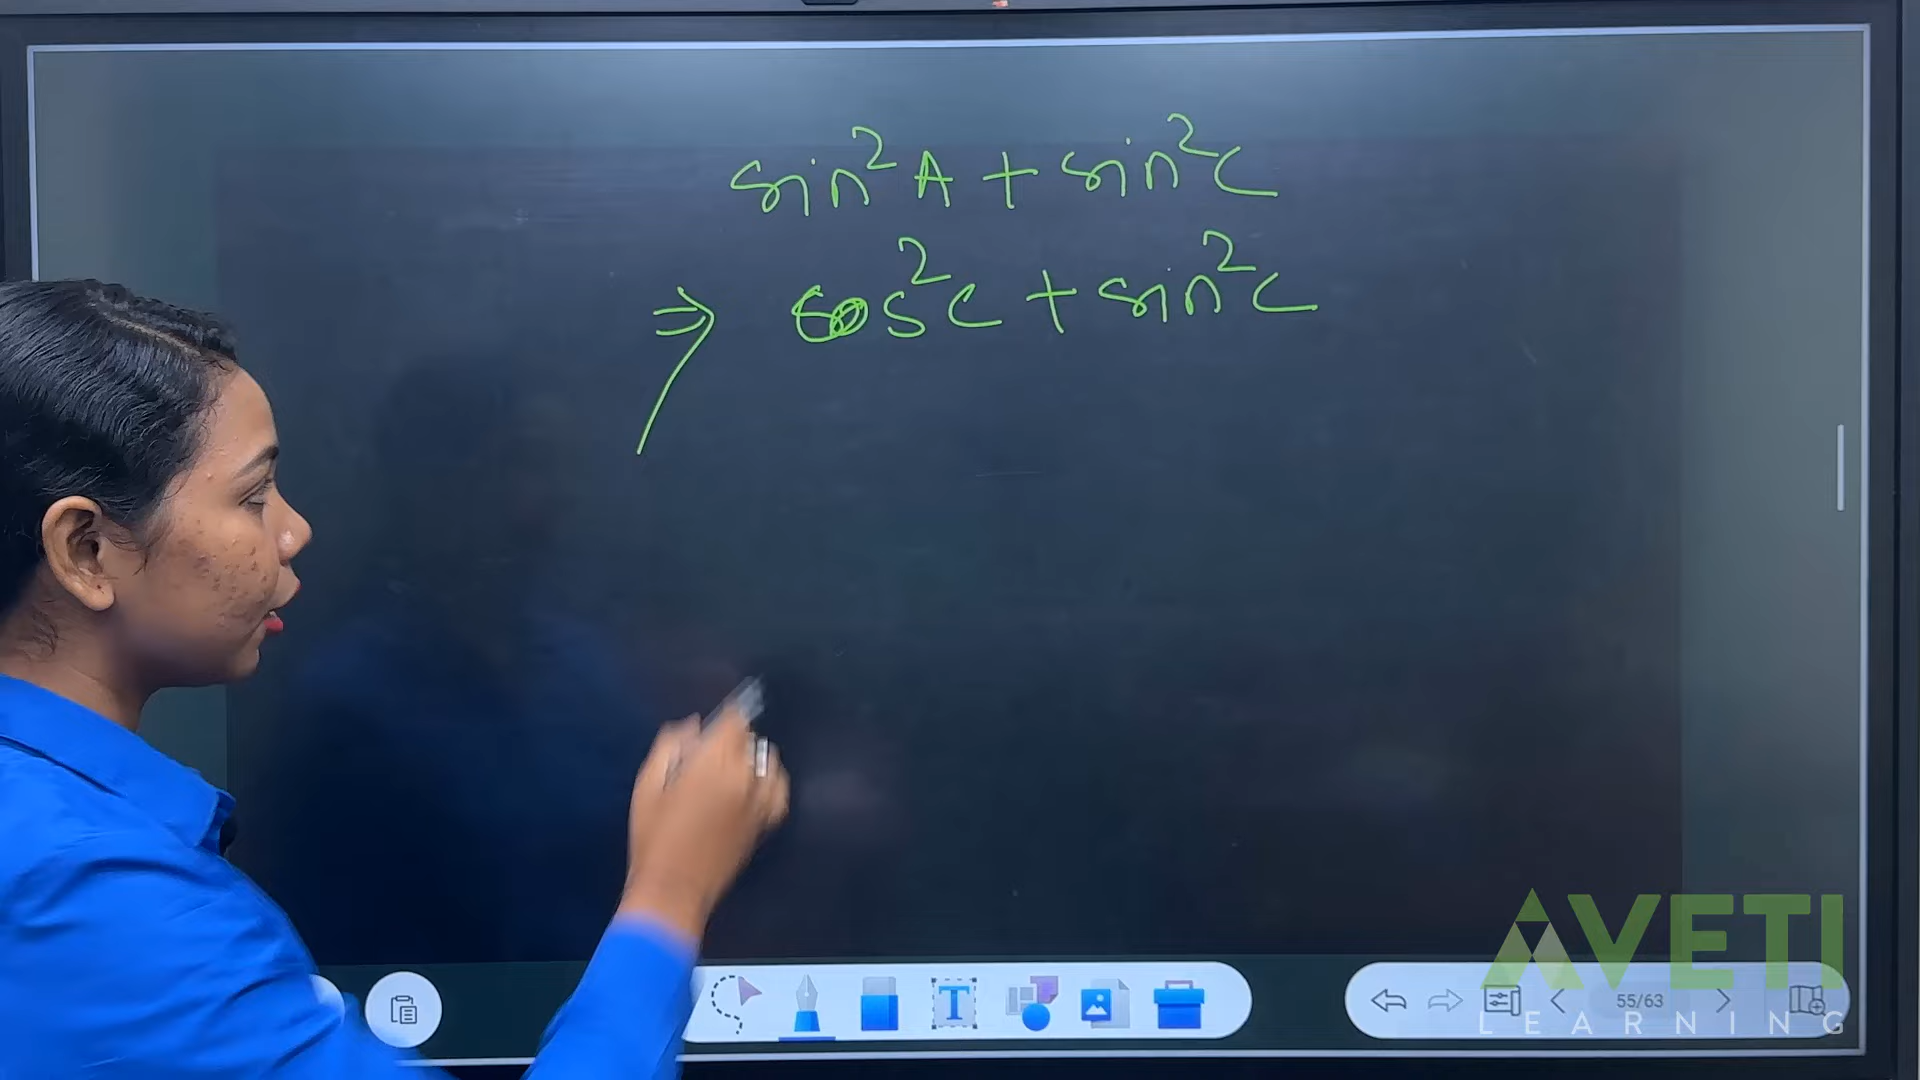 sin²A + sin²C
⇒ cos²C + sin²C
T
55/63
AVETI
LEARNING